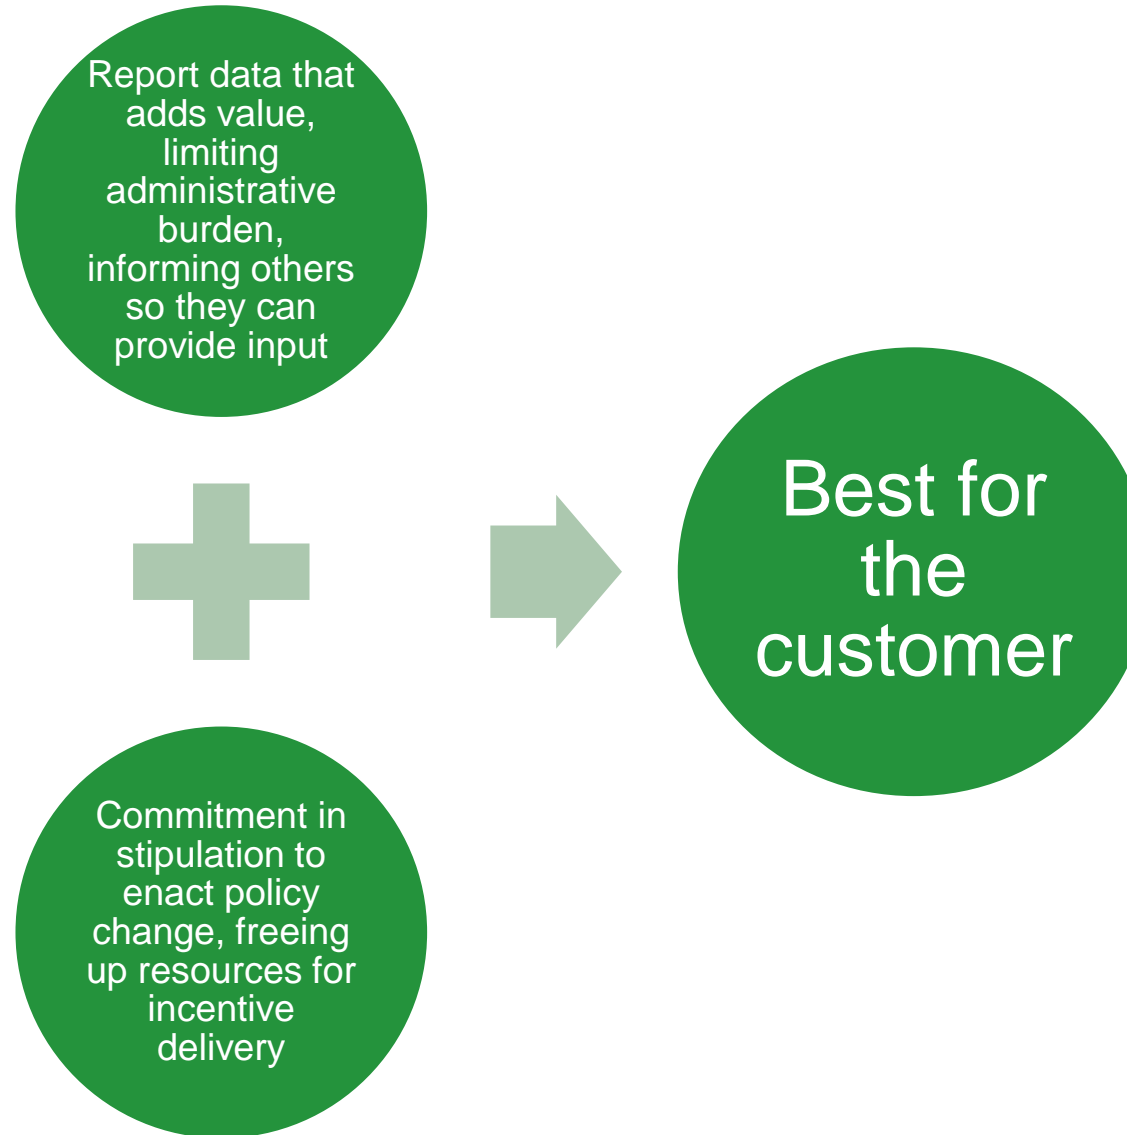 Report data that
adds value,
limiting
administrative
burden,
informing others
so they can
provide input
Commitment in
stipulation to
enact policy
change, freeing
up resources for
incentive
delivery
Best for
the
customer